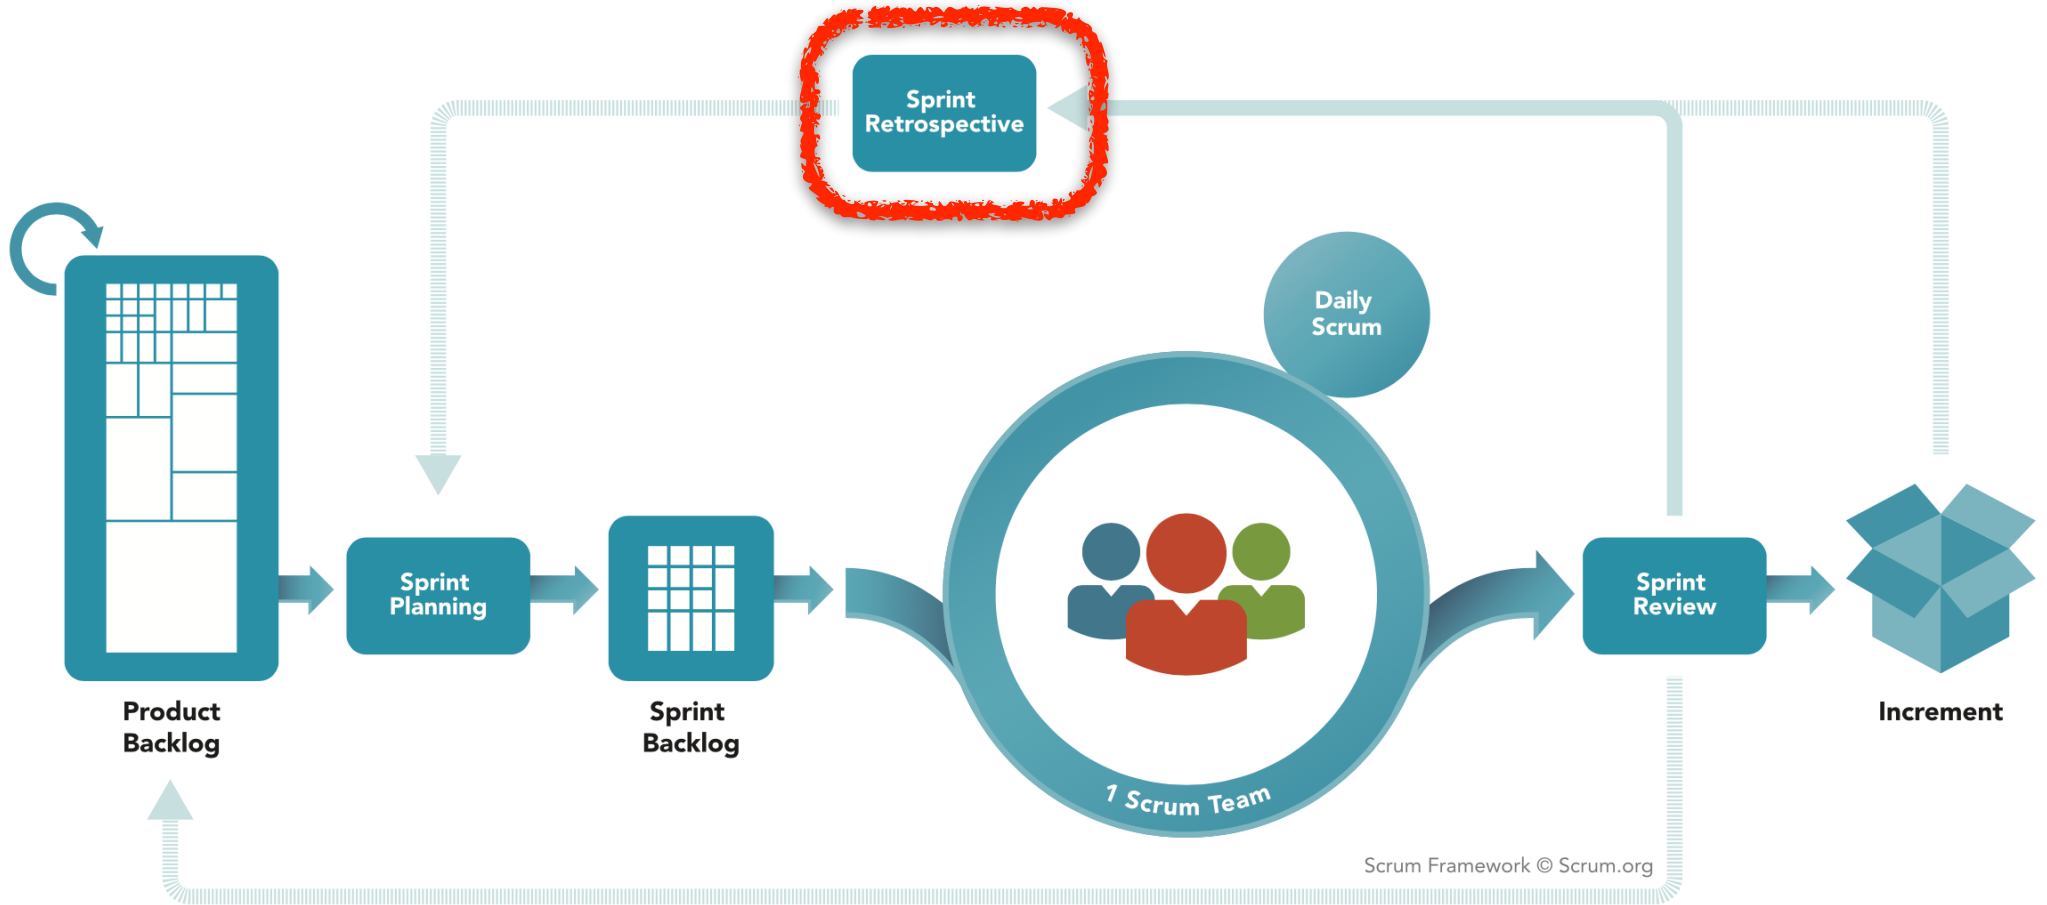 Sprint
Retrospective
Daily
Scrum
Sprint
Planning
Sprint
Review
Product
Backlog
Sprint
Backlog
Increment
1 Scrum Team
Scrum Framework © Scrum.org